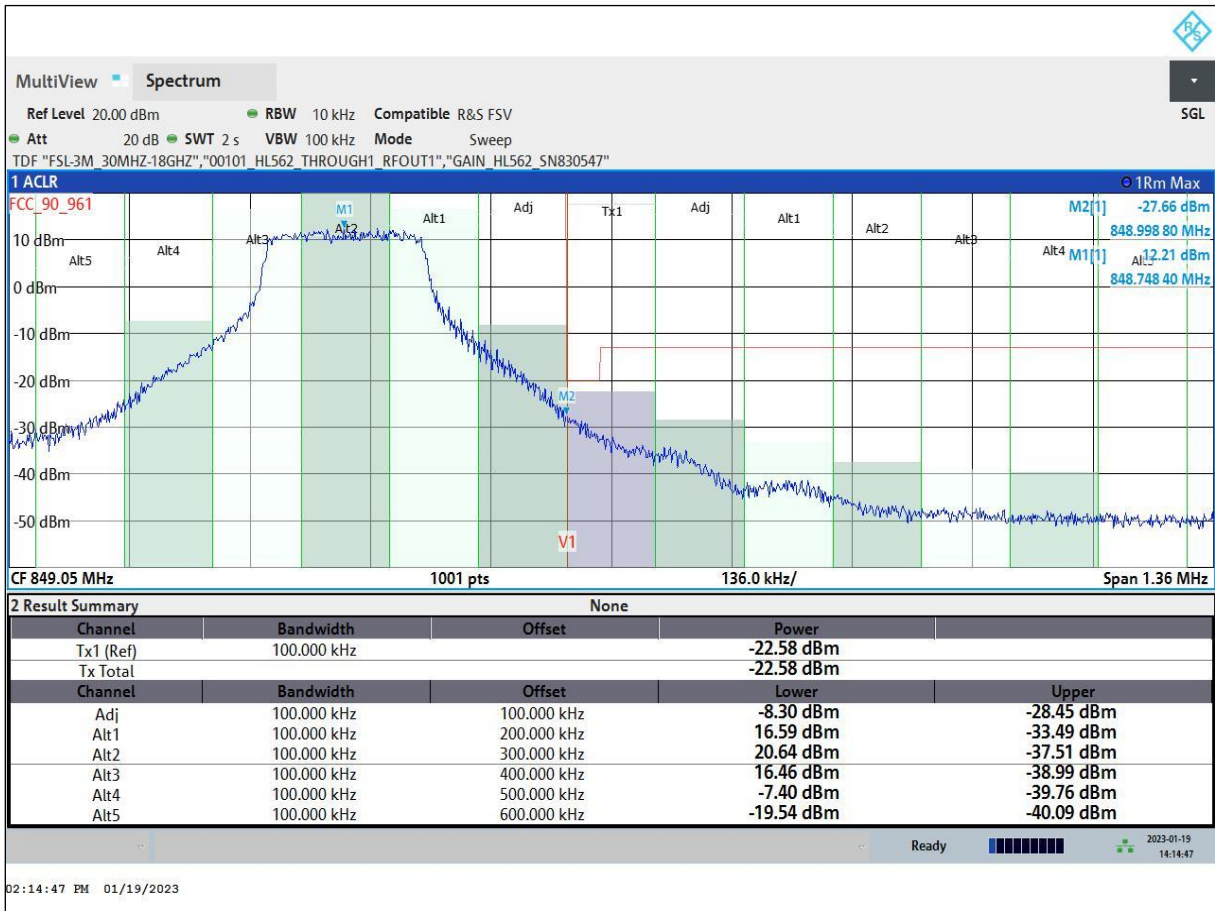 R&S
MultiView Spectrum
Ref Level 20.00 dBm RBW 10 kHz Compatible R&S FSV SGL
Att 20 dB SWT 2 s VBW 100 kHz Mode Sweep
TDF "FSL-3M_30MHZ-18GHZ","00101_HL562_THROUGH1_RFOUT1","GAIN_HL562_SN830547"
1 ACLR 1Rm Max
FCC_90_961 M1 Adj Tx1 Adj M2[1] -27.66 dBm
Alt1 Alt1
Alt2 Alt2 848.998 80 MHz
10 dBm Alt3 Alt3
Alt5 Alt4 Alt4 M1[1] 12.21 dBm
Alt5
0 dBm 848.748 40 MHz
-10 dBm
-20 dBm
M2
-30 dBm
-40 dBm
-50 dBm
V1
CF 849.05 MHz 1001 pts 136.0 kHz/ Span 1.36 MHz
2 Result Summary None
Channel Bandwidth Offset Power
Tx1 (Ref) 100.000 kHz -22.58 dBm
Tx Total -22.58 dBm
Channel Bandwidth Offset Lower Upper
Adj 100.000 kHz 100.000 kHz -8.30 dBm -28.45 dBm
Alt1 100.000 kHz 200.000 kHz 16.59 dBm -33.49 dBm
Alt2 100.000 kHz 300.000 kHz 20.64 dBm -37.51 dBm
Alt3 100.000 kHz 400.000 kHz 16.46 dBm -38.99 dBm
Alt4 100.000 kHz 500.000 kHz -7.40 dBm -39.76 dBm
Alt5 100.000 kHz 600.000 kHz -19.54 dBm -40.09 dBm
Ready 2023-01-19
14:14:47
02:14:47 PM 01/19/2023